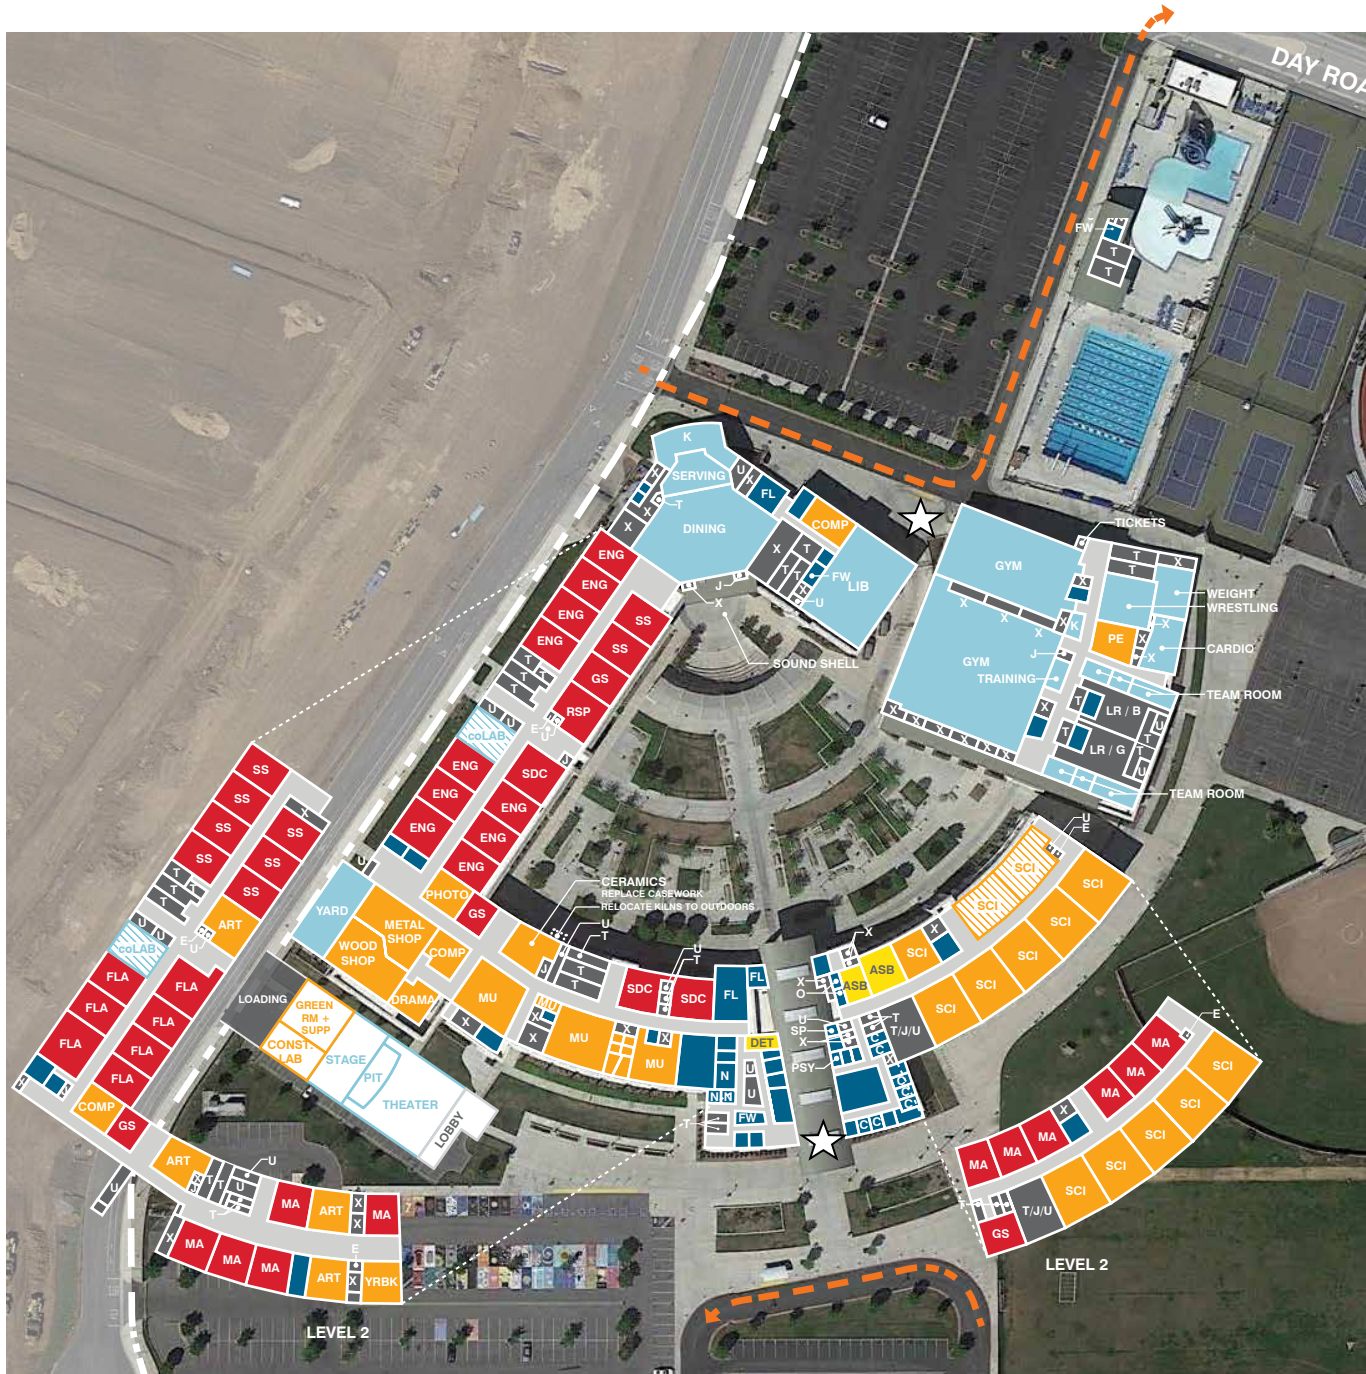 DAY ROA
FW
T
T
K
SERVING
X
U
X
FL
T
X
X
DINING
COMP
X
T
T
T
X
FW
U
LIB
J
X
SOUND SHELL
TICKETS
GYM
T
T
X
X
X
X
X
X
K
WEIGHT
WRESTLING
X
PE
X
X
CARDIO
J
GYM
TRAINING
TEAM ROOM
X
T
LR / B
U
T
LR / G
T
T
U
X
X
X
X
X
X
TEAM ROOM
ENG
ENG
ENG
ENG
SS
SS
GS
RSP
T
T
T
T
U
U
E
U
J
coLAB
ENG
ENG
ENG
SDC
ENG
ENG
ENG
U
PHOTO
GS
SS
SS
SS
SS
X
SS
SS
SS
T
T
T
T
ART
U
U
E
U
coLAB
FLA
FLA
FLA
FLA
FLA
FLA
FLA
X
X
COMP
GS
YARD
METAL
SHOP
WOOD
SHOP
COMP
DRAMA
CERAMICS
REPLACE CASEWORK
RELOCATE KILNS TO OUTDOORS
U
T
J
T
T
U
T
SDC
SDC
FL
FL
MU
MU
X
X
X
X
MU
X
X
MU
LOADING
GREEN
RM +
SUPP
CONST.
LAB
STAGE
PIT
THEATER
LOBBY
DET
N
N
N
U
U
FW
T
U
E
SCI
SCI
SCI
SCI
SCI
SCI
SCI
SCI
X
X
ASB
ASB
X
O
U
SP
X
PSY
T
T/J/U
C
C
X
C
C
C
C
C
C
U
ART
X
J
T
T
U
U
T
MA
ART
X
X
MA
X
MA
MA
MA
E
ART
X
YRBK
LEVEL 2
E
MA
MA
MA
X
MA
MA
MA
SCI
SCI
SCI
SCI
SCI
T
T/J/U
GS
LEVEL 2